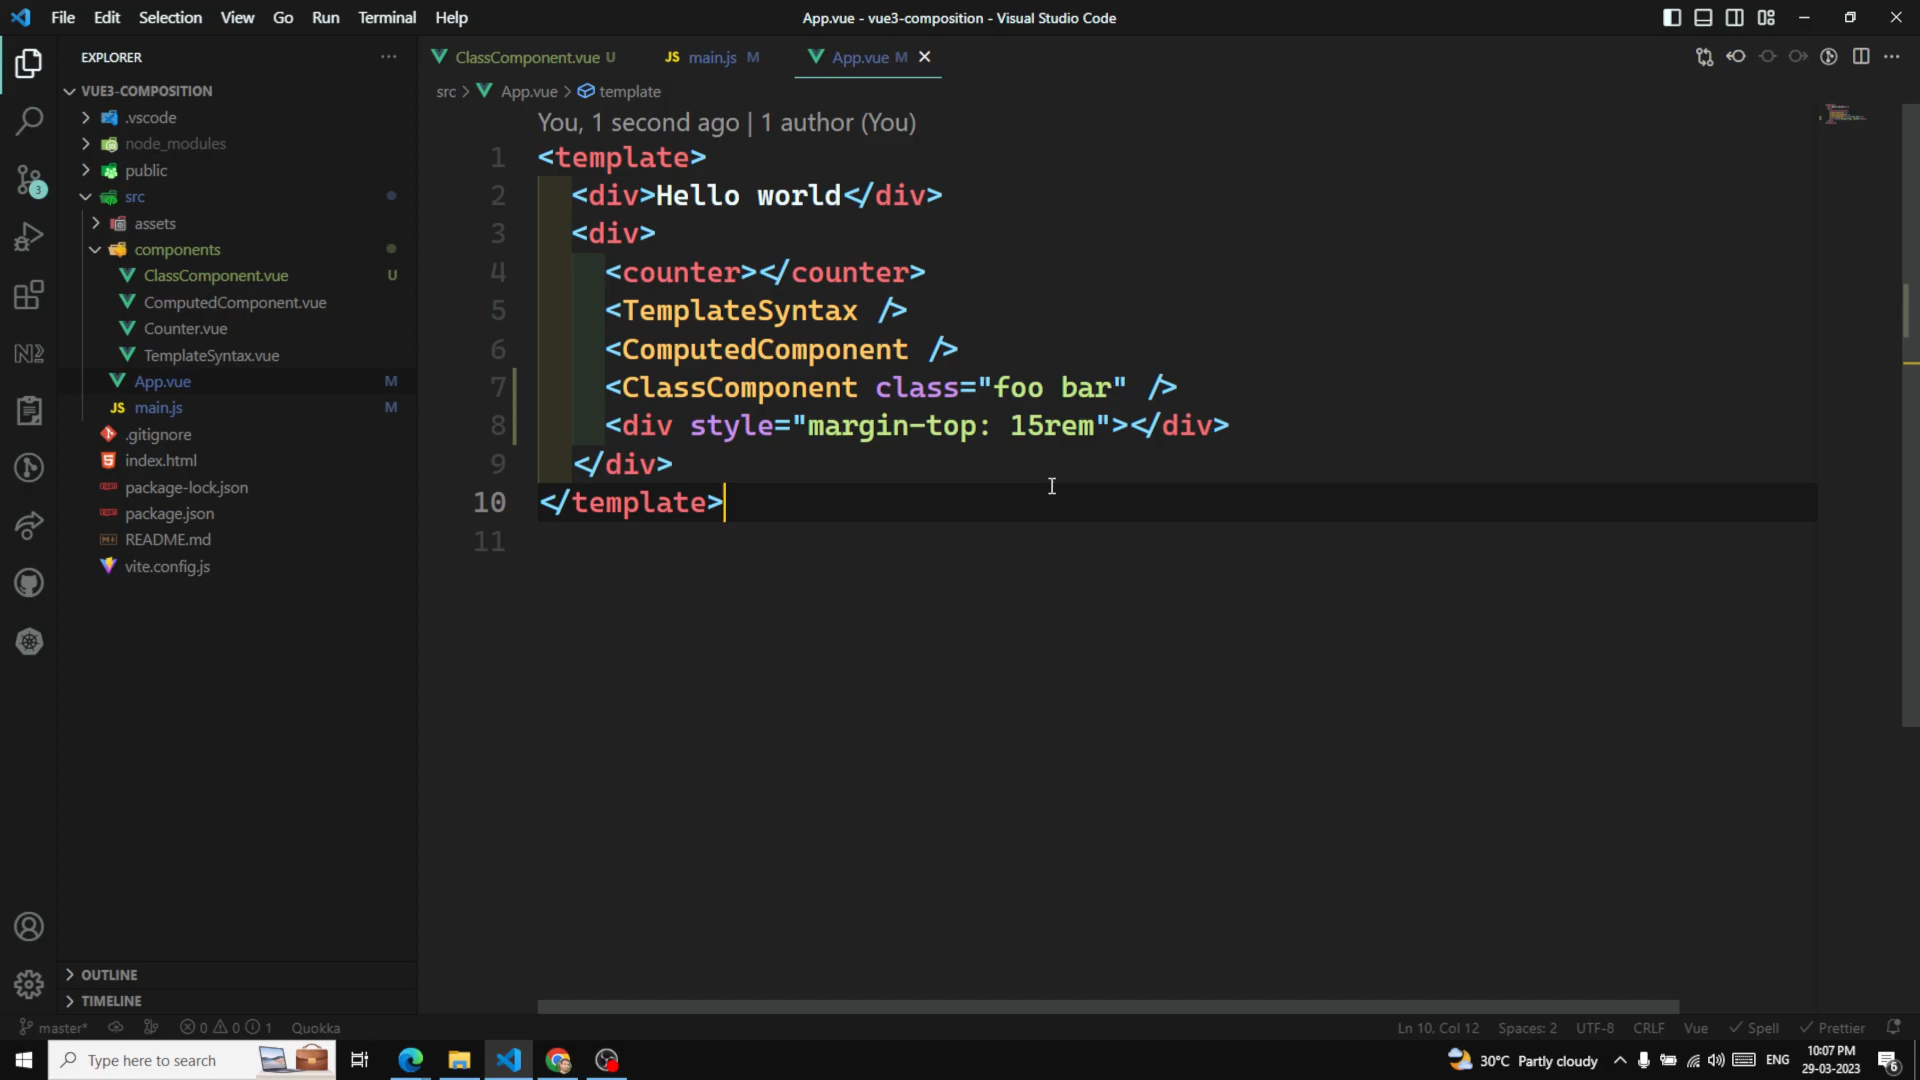 File Edit Selection View Go Run Terminal Help
App.vue - vue3-composition - Visual Studio Code
EXPLORER
VUE3-COMPOSITION
.vscode
node_modules
public
src
assets
components
ClassComponent.vue U
ComputedComponent.vue
Counter.vue
TemplateSyntax.vue
App.vue M
JS main.js M
.gitignore
index.html
package-lock.json
package.json
README.md
vite.config.js
OUTLINE
TIMELINE
3
ClassComponent.vue U
JS main.js M
App.vue M
src > App.vue > template
You, 1 second ago | 1 author (You)
1 <template>
2 <div>Hello world</div>
3 <div>
4 <counter></counter>
5 <TemplateSyntax />
6 <ComputedComponent />
7 <ClassComponent class="foo bar" />
8 <div style="margin-top: 15rem"></div>
9 </div>
10 </template>
11
master* 0 0 1 Quokka
Ln 10, Col 12 Spaces: 2 UTF-8 CRLF Vue Spell Prettier
Type here to search
30°C Partly cloudy ENG
10:07 PM
29-03-2023
6